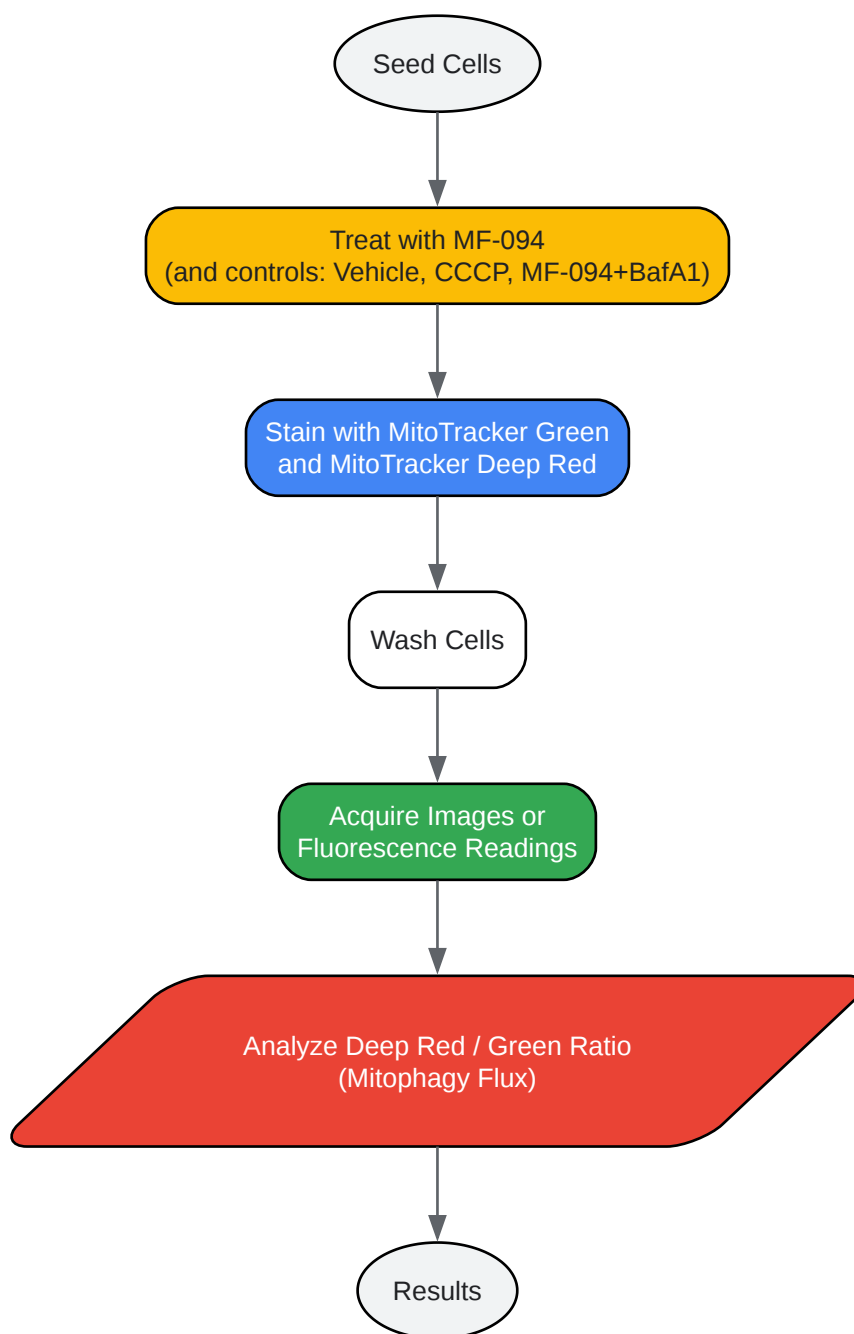 Seed Cells
Treat with MF-094
(and controls: Vehicle, CCCP, MF-094+BafA1)
Stain with MitoTracker Green
and MitoTracker Deep Red
Wash Cells
Acquire Images or
Fluorescence Readings
Analyze Deep Red / Green Ratio
(Mitophagy Flux)
Results